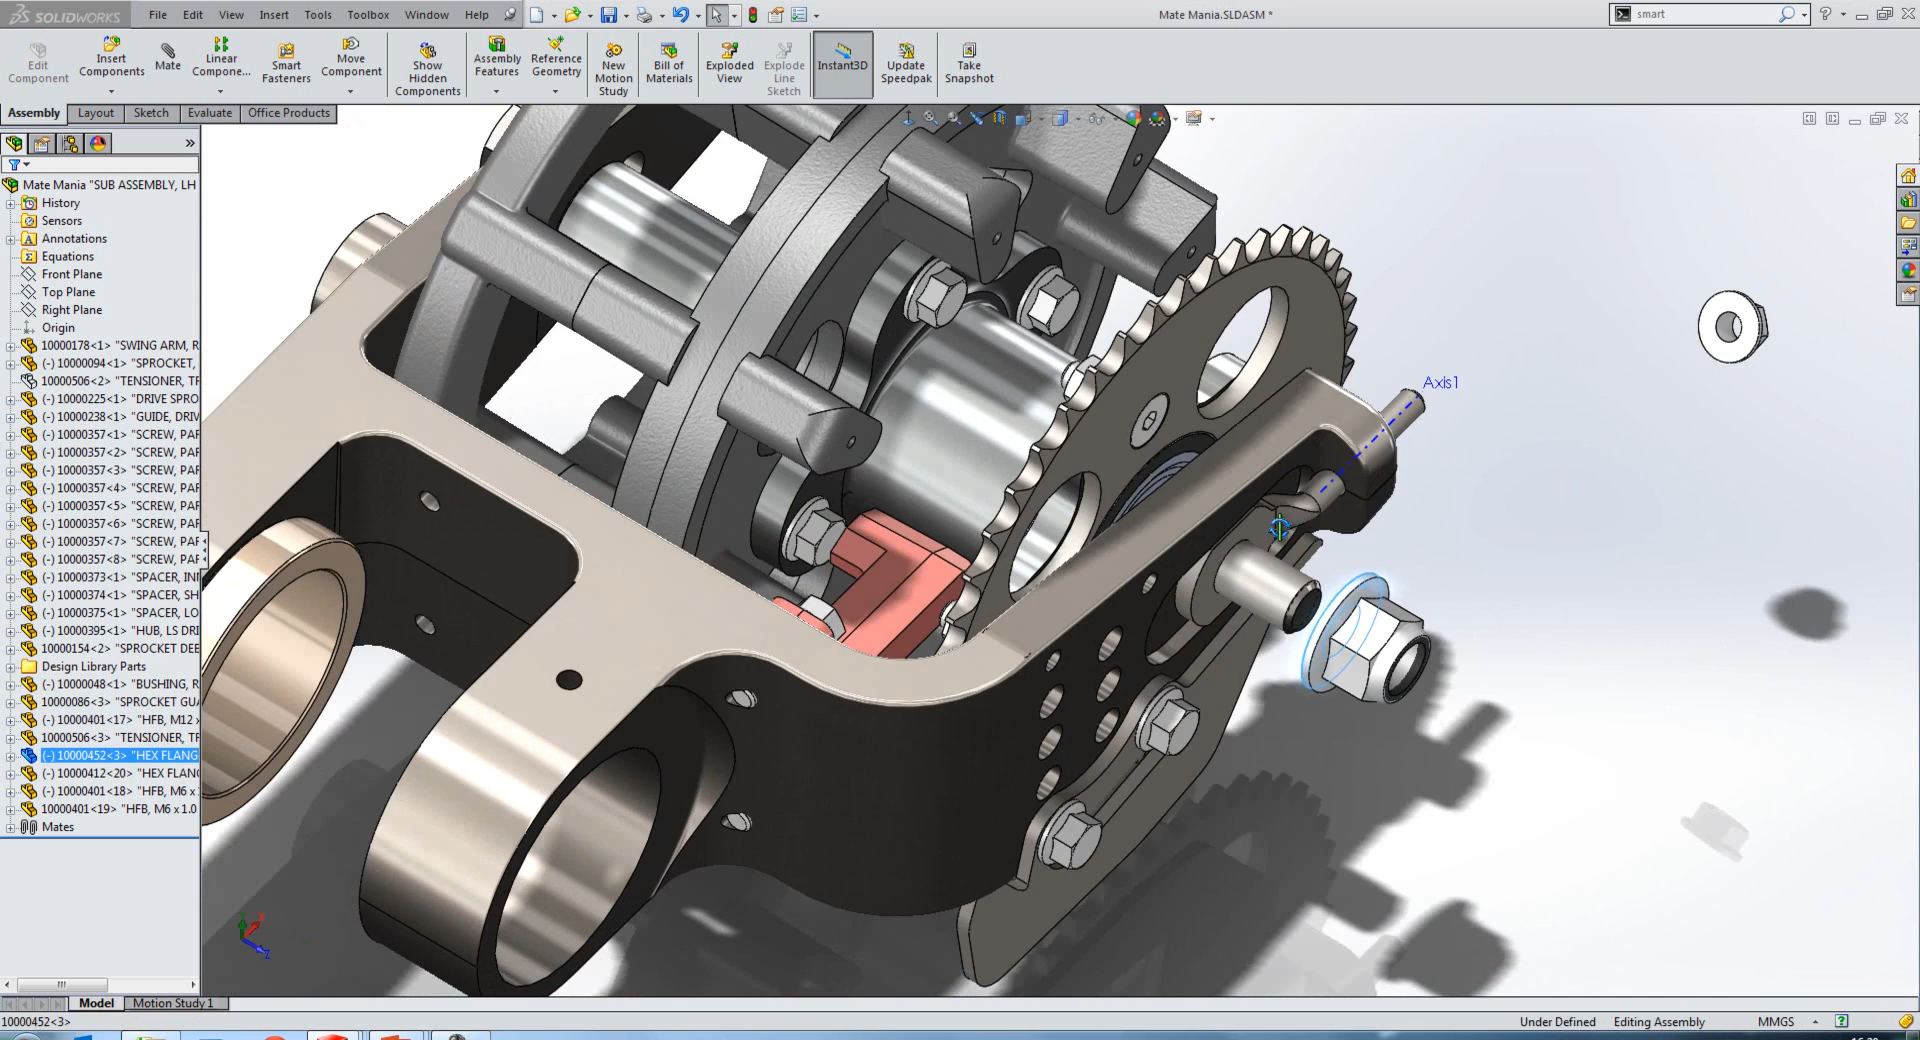 SOLIDWORKS File Edit View Insert Tools Toolbox Window Help Mate Mania.SLDASM * smart
Edit Component
Insert Components
Mate
Linear Compone...
Smart Fasteners
Move Component
Show Hidden Components
Assembly Features
Reference Geometry
New Motion Study
Bill of Materials
Exploded View
Explode Line Sketch
Instant3D
Update Speedpak
Take Snapshot
Assembly Layout Sketch Evaluate Office Products
Mate Mania "SUB ASSEMBLY, LH
History
Sensors
Annotations
Equations
Front Plane
Top Plane
Right Plane
Origin
10000178<1> "SWING ARM, R
(-) 10000094<1> "SPROCKET,
10000506<2> "TENSIONER, TF
(-) 10000225<1> "DRIVE SPRO
(-) 10000238<1> "GUIDE, DRIV
(-) 10000357<1> "SCREW, PAF
(-) 10000357<2> "SCREW, PAF
(-) 10000357<3> "SCREW, PAF
(-) 10000357<4> "SCREW, PAF
(-) 10000357<5> "SCREW, PAF
(-) 10000357<6> "SCREW, PAF
(-) 10000357<7> "SCREW, PAF
(-) 10000357<8> "SCREW, PAF
(-) 10000373<1> "SPACER, INN
(-) 10000374<1> "SPACER, SH
(-) 10000375<1> "SPACER, LO
(-) 10000395<1> "HUB, LS DRI
10000154<2> "SPROCKET DEE
Design Library Parts
(-) 10000048<1> "BUSHING, R
10000086<3> "SPROCKET GUA
(-) 10000401<17> "HFB, M12 x
10000506<3> "TENSIONER, TF
(-) 10000452<3> "HEX FLANG
(-) 10000412<20> "HEX FLANG
(-) 10000401<18> "HFB, M6 x
10000401<19> "HFB, M6 x 1.0
Mates
Axis1
Y X Z
Model Motion Study 1
10000452<3> Under Defined Editing Assembly MMGS